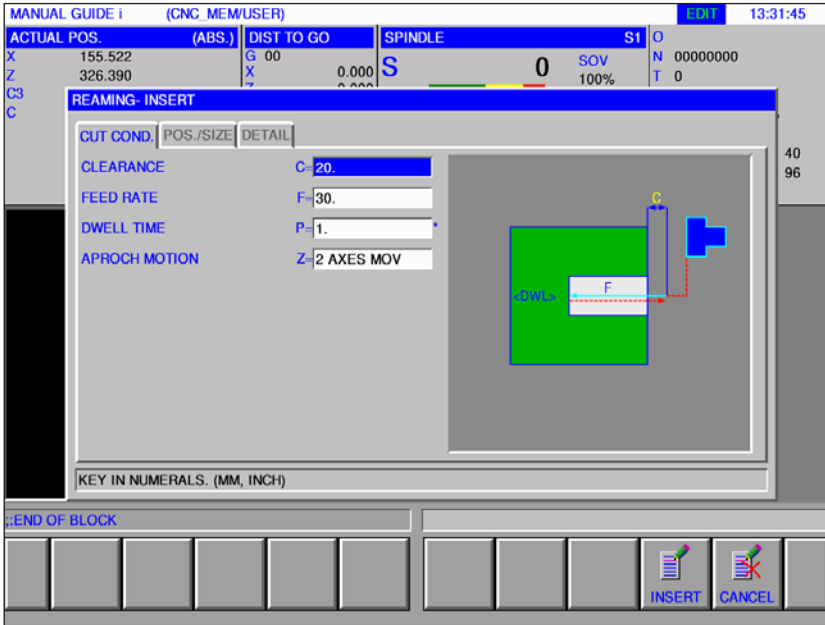 MANUAL GUIDE i (CNC_MEM/USER) EDIT 13:31:45
ACTUAL POS. (ABS.) DIST TO GO SPINDLE S1 O
X 155.522 G 00 S 0 SOV N 00000000
Z 326.390 X 0.000 100% T 0
C3
C
REAMING- INSERT
CUT COND. POS./SIZE DETAIL
CLEARANCE C= 20.
FEED RATE F= 30.
DWELL TIME P= 1. *
APROCH MOTION Z= 2 AXES MOV
C
<DWL> F
40
96
KEY IN NUMERALS. (MM, INCH)
;:END OF BLOCK
INSERT CANCEL